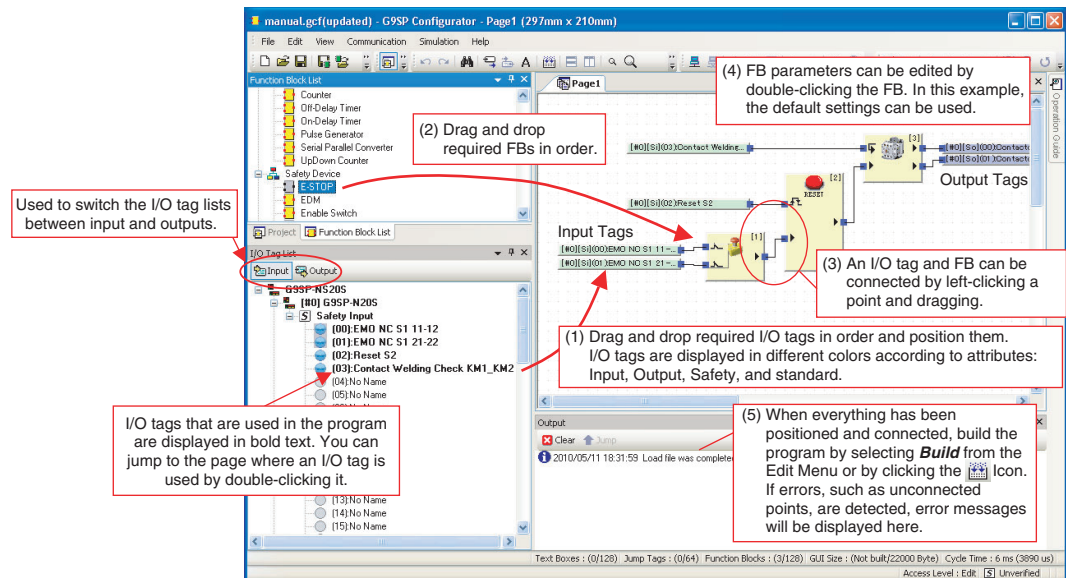 manual.gcf(updated) - G9SP Configurator - Page1 (297mm x 210mm)
File Edit View Communication Simulation Help
Function Block List
Counter
Off-Delay Timer
On-Delay Timer
Pulse Generator
Serial Parallel Converter
UpDown Counter
Safety Device
E-STOP
EDM
Enable Switch
Project Function Block List
Used to switch the I/O tag lists
between input and outputs.
I/O Tag List
Input Output
G9SP-NS20S
[#0] G9SP-N20S
Safety Input
(00):EMO NC S1 11-12
(01):EMO NC S1 21-22
(02):Reset S2
(03):Contact Welding Check KM1_KM2
(04):No Name
(05):No Name
I/O tags that are used in the program
are displayed in bold text. You can
jump to the page where an I/O tag is
used by double-clicking it.
(13):No Name
(14):No Name
(15):No Name
Page1
Operation Guide
(2) Drag and drop
required FBs in order.
(4) FB parameters can be edited by
double-clicking the FB. In this example,
the default settings can be used.
[#0][Si](03):Contact Welding...
[3]
[#0][So](00):Contacto
[#0][So](01):Contacto
Output Tags
[2]
RESET
[#0][Si](02):Reset S2
Input Tags
[1]
[#0][Si](00):EMO NC S1 11-...
[#0][Si](01):EMO NC S1 21-...
(3) An I/O tag and FB can be
connected by left-clicking a
point and dragging.
(1) Drag and drop required I/O tags in order and position them.
I/O tags are displayed in different colors according to attributes:
Input, Output, Safety, and standard.
Output
Clear Jump
2010/05/11 18:31:59 Load file was complete
(5) When everything has been
positioned and connected, build the
program by selecting Build from the
Edit Menu or by clicking the Icon.
If errors, such as unconnected
points, are detected, error messages
will be displayed here.
Text Boxes : (0/128) Jump Tags : (0/64) Function Blocks : (3/128) GUI Size : (Not built/22000 Byte) Cycle Time : 6 ms (3890 us)
Access Level : Edit S Unverified